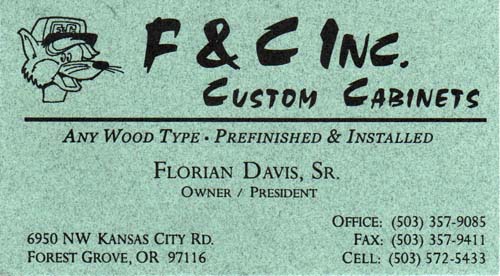 F&C
F & C INC.
CUSTOM CABINETS
ANY WOOD TYPE • PREFINISHED & INSTALLED
FLORIAN DAVIS, SR.
OWNER / PRESIDENT
6950 NW KANSAS CITY RD.
FOREST GROVE, OR 97116
OFFICE: (503) 357-9085
FAX: (503) 357-9411
CELL: (503) 572-5433